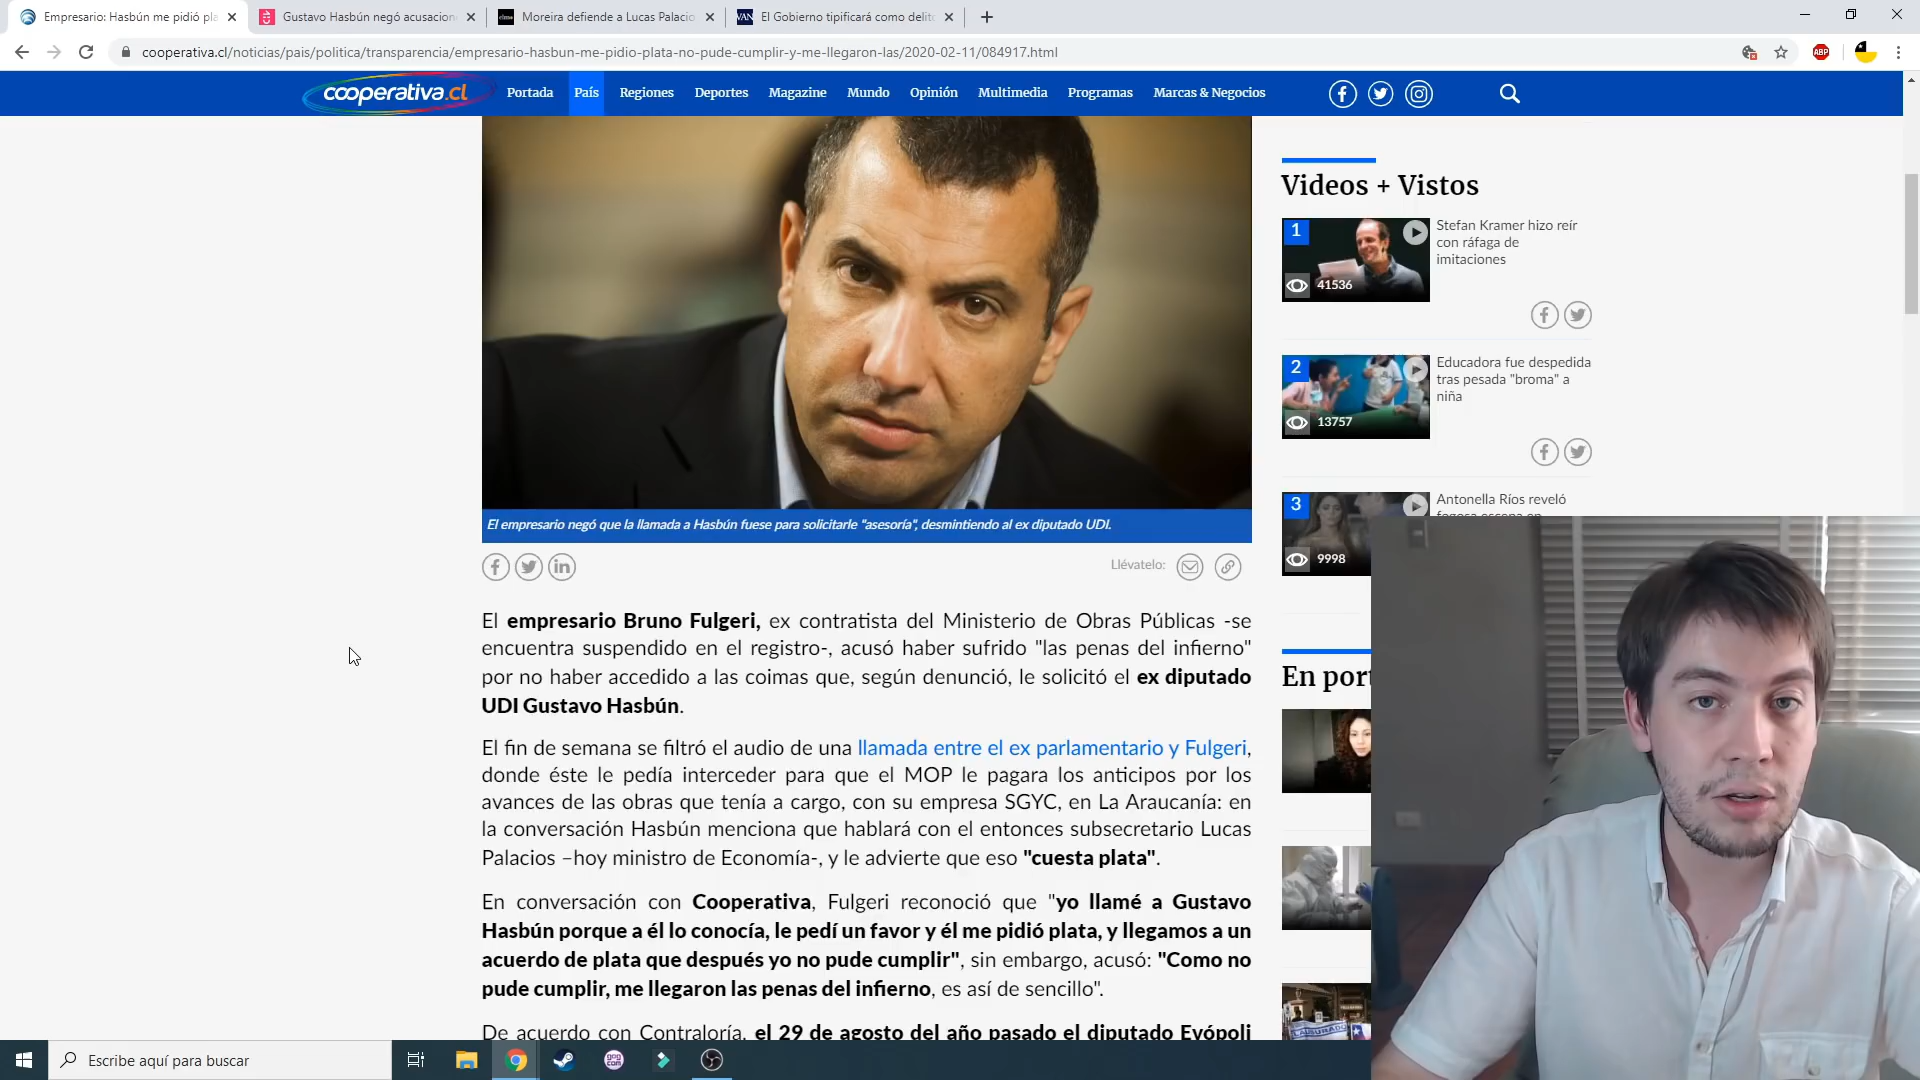 Empresario: Hasbún me pidió pla
Gustavo Hasbún negó acusacion
Moreira defiende a Lucas Palacio
El Gobierno tipificará como delito
cooperativa.cl/noticias/pais/politica/transparencia/empresario-hasbun-me-pidio-plata-no-pude-cumplir-y-me-llegaron-las/2020-02-11/084917.html
ABP
cooperativa.cl
Portada
País
Regiones
Deportes
Magazine
Mundo
Opinión
Multimedia
Programas
Marcas & Negocios
El empresario negó que la llamada a Hasbún fuese para solicitarle "asesoría", desmintiendo al ex diputado UDI.
Llévatelo:
El empresario Bruno Fulgeri, ex contratista del Ministerio de Obras Públicas -se
encuentra suspendido en el registro-, acusó haber sufrido "las penas del infierno"
por no haber accedido a las coimas que, según denunció, le solicitó el ex diputado
UDI Gustavo Hasbún.
El fin de semana se filtró el audio de una llamada entre el ex parlamentario y Fulgeri,
donde éste le pedía interceder para que el MOP le pagara los anticipos por los
avances de las obras que tenía a cargo, con su empresa SGYC, en La Araucanía: en
la conversación Hasbún menciona que hablará con el entonces subsecretario Lucas
Palacios –hoy ministro de Economía-, y le advierte que eso "cuesta plata".
En conversación con Cooperativa, Fulgeri reconoció que "yo llamé a Gustavo
Hasbún porque a él lo conocía, le pedí un favor y él me pidió plata, y llegamos a un
acuerdo de plata que después yo no pude cumplir", sin embargo, acusó: "Como no
pude cumplir, me llegaron las penas del infierno, es así de sencillo".
De acuerdo con Contraloría, el 29 de agosto del año pasado el diputado Evópoli
Videos + Vistos
1
41536
Stefan Kramer hizo reír
con ráfaga de
imitaciones
2
13757
Educadora fue despedida
tras pesada "broma" a
niña
3
9998
Antonella Ríos reveló
En port
Escribe aquí para buscar